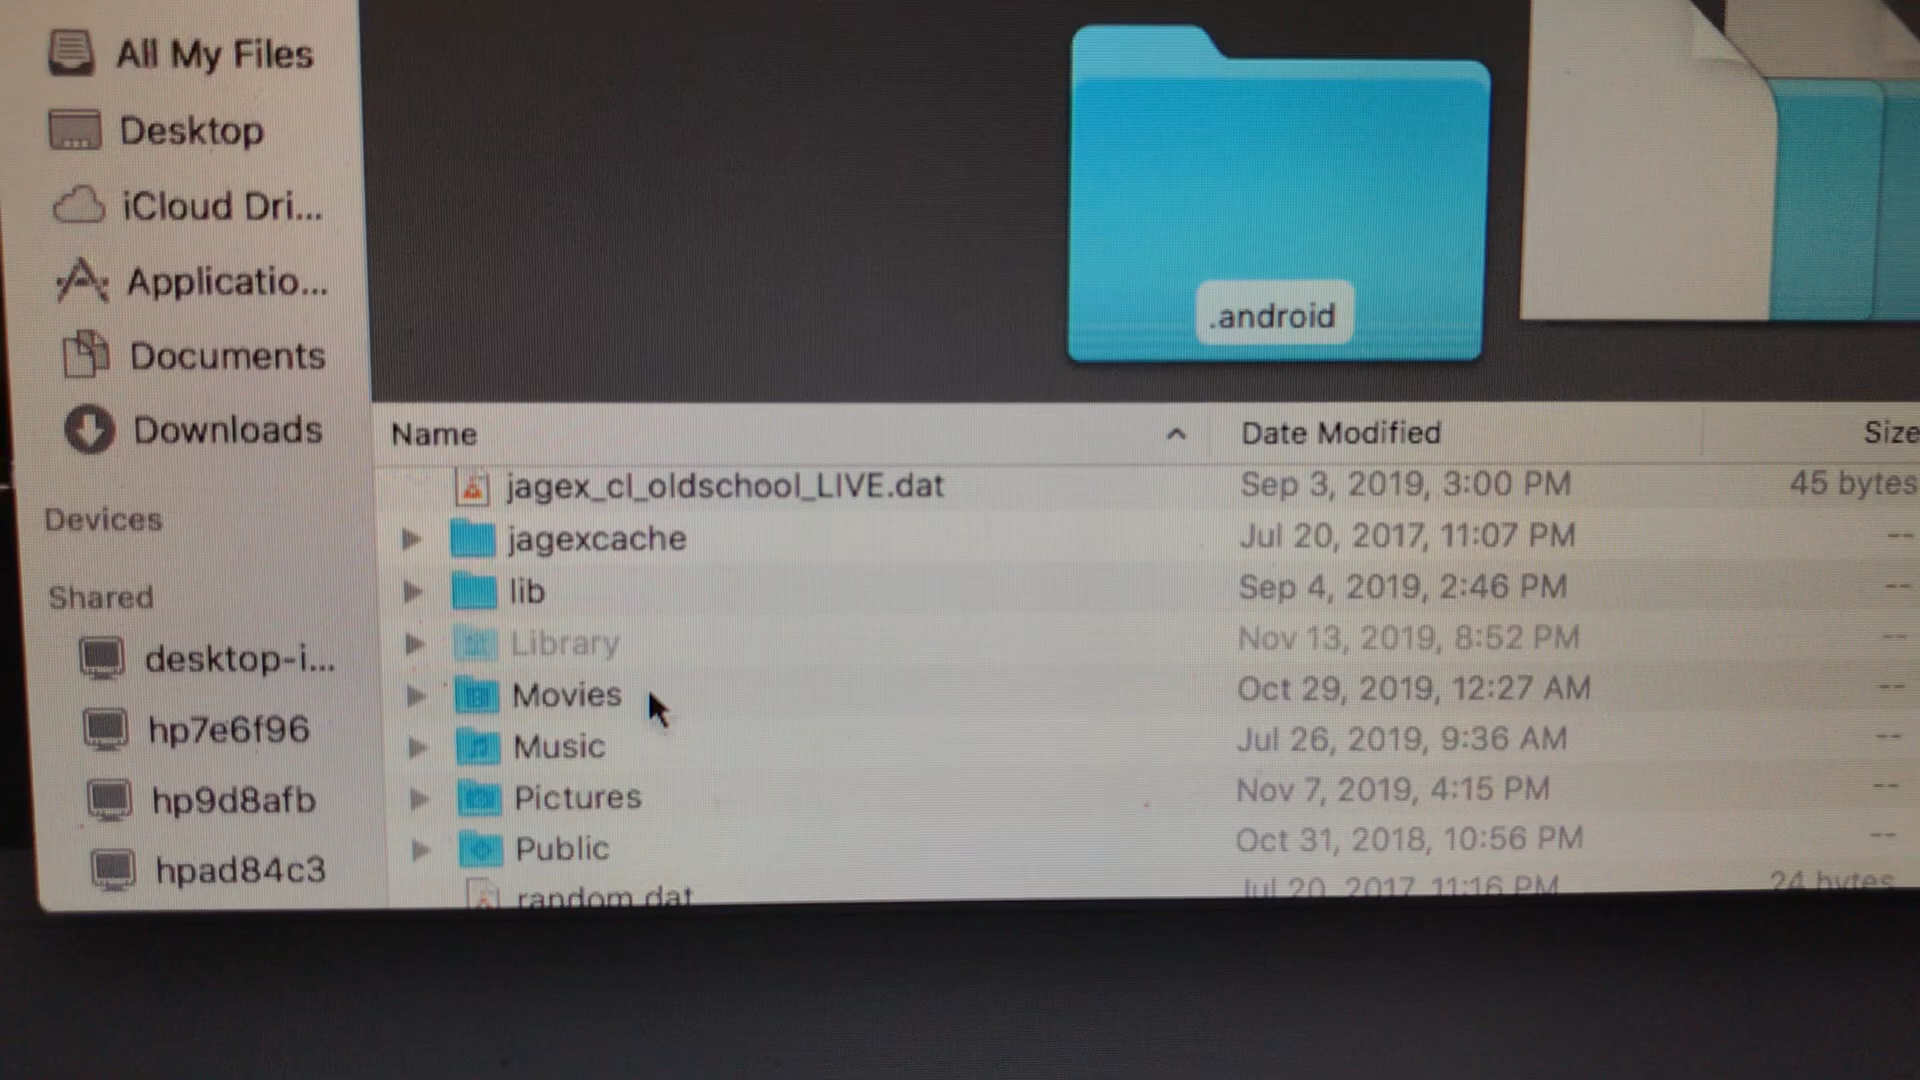 All My Files
Desktop
iCloud Dri...
Applicatio...
Documents
Downloads
Devices
Shared
desktop-i...
hp7e6f96
hp9d8afb
hpad84c3
.android
Name Date Modified Size
jagex_cl_oldschool_LIVE.dat Sep 3, 2019, 3:00 PM 45 bytes
jagexcache Jul 20, 2017, 11:07 PM --
lib Sep 4, 2019, 2:46 PM --
Library Nov 13, 2019, 8:52 PM --
Movies Oct 29, 2019, 12:27 AM --
Music Jul 26, 2019, 9:36 AM --
Pictures Nov 7, 2019, 4:15 PM --
Public Oct 31, 2018, 10:56 PM --
random.dat Jul 20, 2017, 11:16 PM 24 bytes